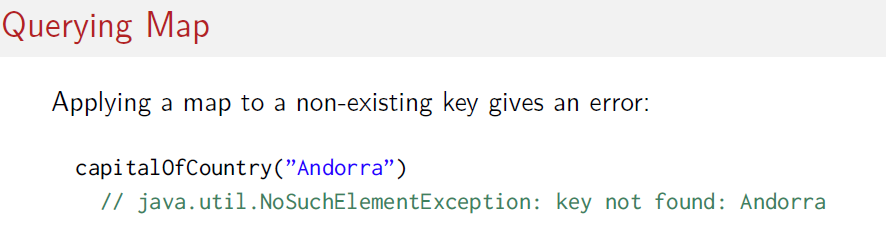 Querying Map
Applying a map to a non-existing key gives an error:
capitalOfCountry(”Andorra”)
// java.util.NoSuchElementException: key not found: Andorra